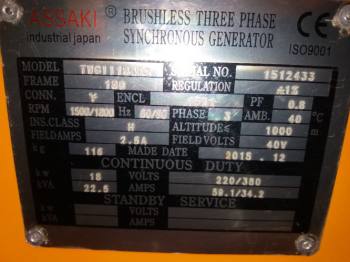 ASSAKI BRUSHLESS THREE PHASE
industrial japan SYNCHRONOUS GENERATOR
CE
ISO9001
MODEL SERIAL NO. 1512433
FRAME 180 REGULATION ±1%
CONN. Y ENCL PF 0.8
RPM 1500/1800 Hz 50/60 PHASE 3 AMB. 40 °C
INS.CLASS H ALTITUDE≤ 1000 m
FIELDAMPS 2.5A FIELD VOLTS 40V
kg 116 MADE DATE 2015 . 12
CONTINUOUS DUTY
kW 18 VOLTS 220/380
kVA 22.5 AMPS 59.1/34.2
STANDBY SERVICE
kW VOLTS
kVA AMPS